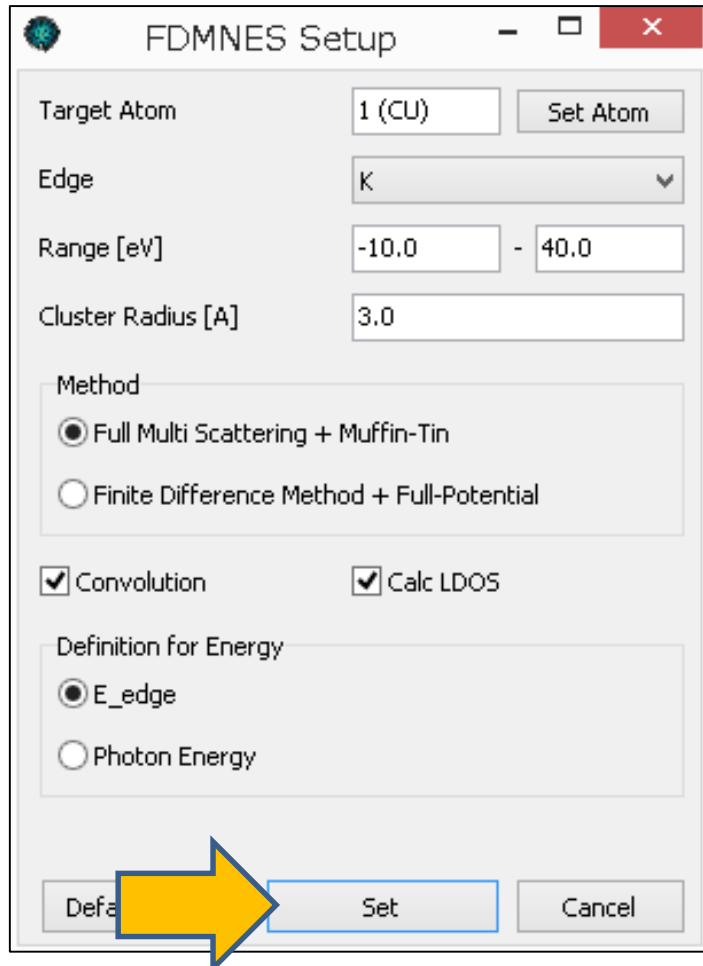 FDMNES Setup
Target Atom 1 (CU) Set Atom
Edge K
Range [eV] -10.0 - 40.0
Cluster Radius [A] 3.0
Method
Full Multi Scattering + Muffin-Tin
Finite Difference Method + Full-Potential
Convolution Calc LDOS
Definition for Energy
E_edge
Photon Energy
Set Cancel